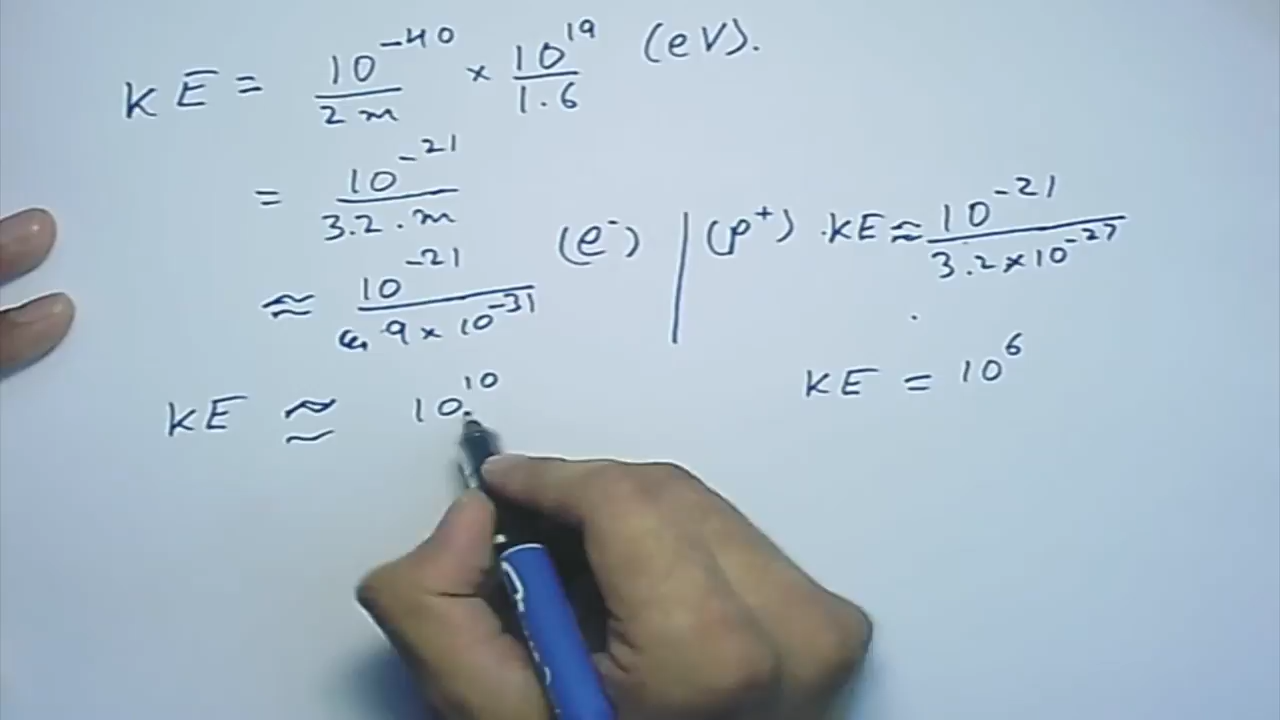 KE = 10^-40 / 2m × 10^19 / 1.6 (eV).
= 10^-21 / 3.2.m
≈ 10^-21 / 9 × 10^-31 (e^-) | (p^+) .KE ≈ 10^-21 / 3.2 × 10^-27
KE ≈ 10^10
KE = 10^6